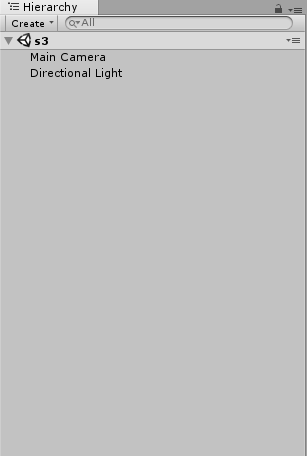 Hierarchy
Create All
s3
Main Camera
Directional Light